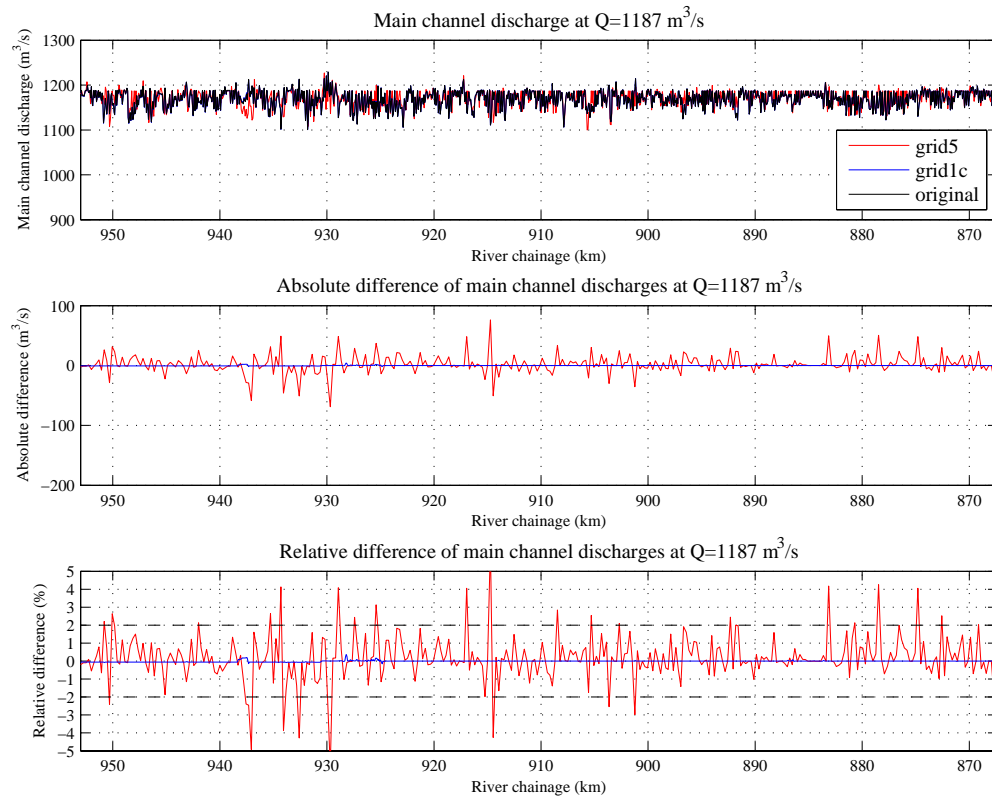 Main channel discharge at Q=1187 m³/s
Main channel discharge (m³/s)
1300
1200
1100
1000
900
grid5
grid1c
original
950 940 930 920 910 900 890 880 870
River chainage (km)
Absolute difference of main channel discharges at Q=1187 m³/s
Absolute difference (m³/s)
100
0
−100
−200
950 940 930 920 910 900 890 880 870
River chainage (km)
Relative difference of main channel discharges at Q=1187 m³/s
Relative difference (%)
5
4
3
2
1
0
−1
−2
−3
−4
−5
950 940 930 920 910 900 890 880 870
River chainage (km)